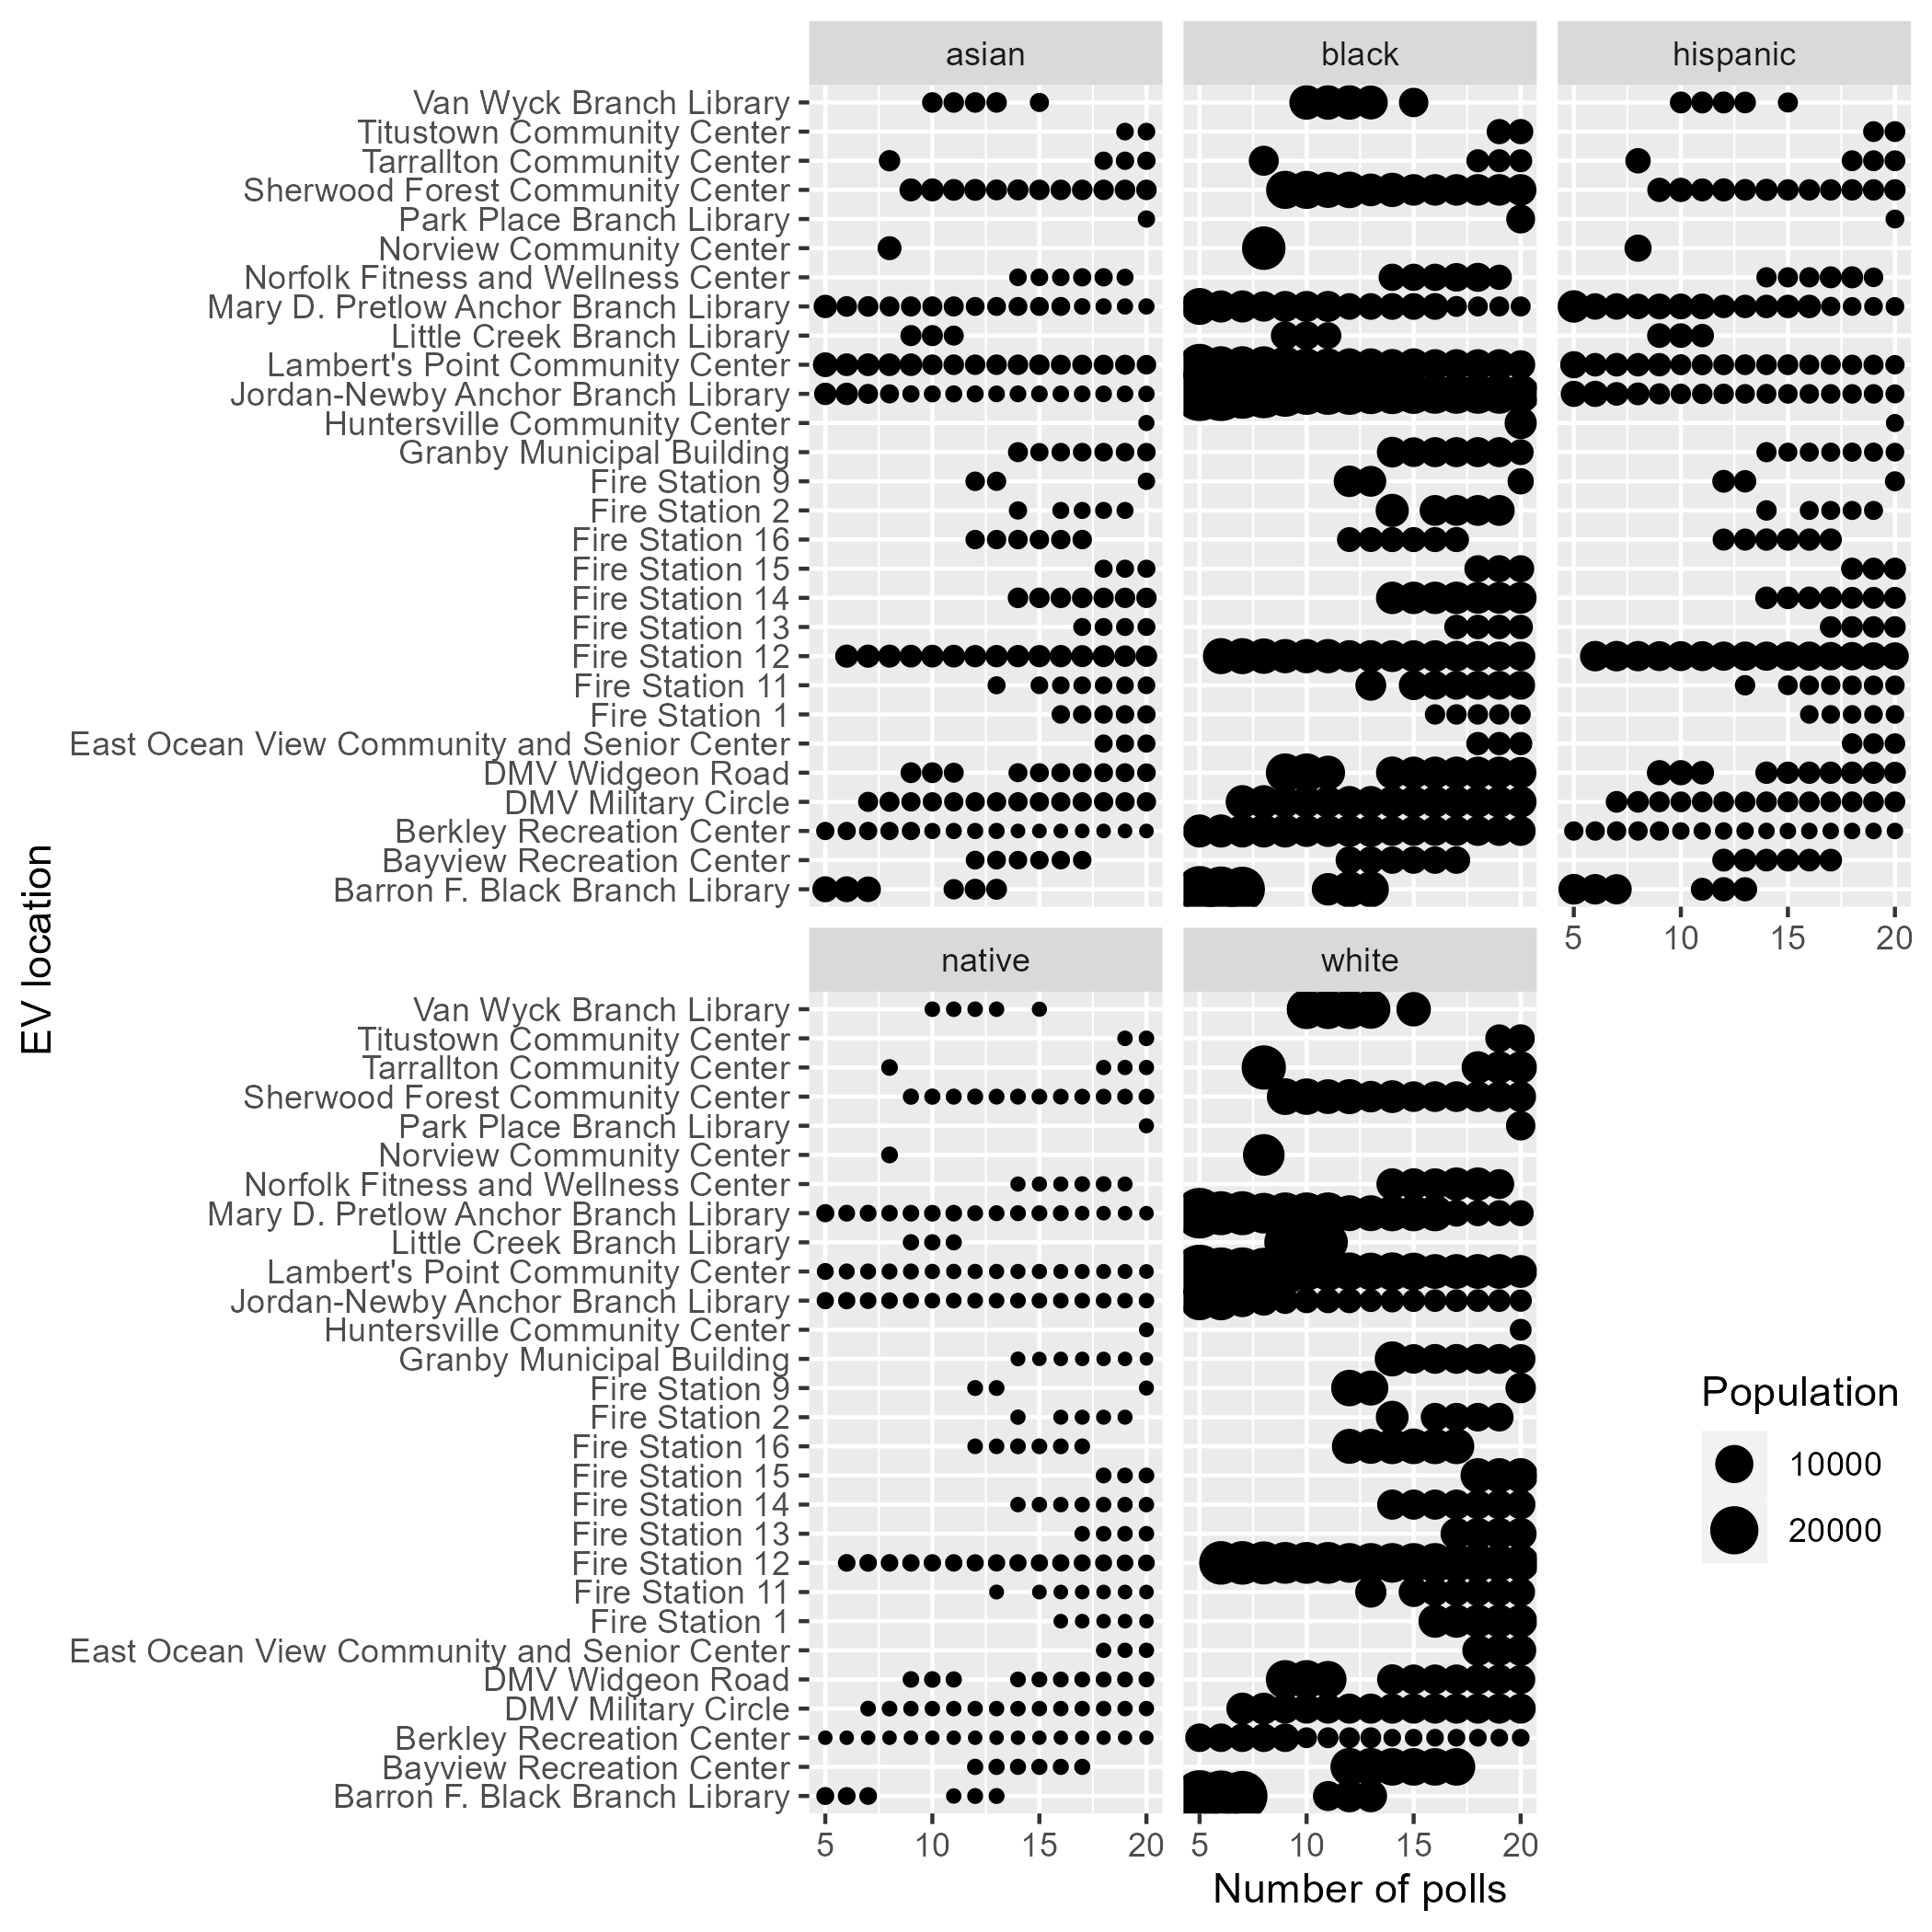 asian
black
hispanic
Van Wyck Branch Library
Titustown Community Center
Tarrallton Community Center
Sherwood Forest Community Center
Park Place Branch Library
Norview Community Center
Norfolk Fitness and Wellness Center
Mary D. Pretlow Anchor Branch Library
Little Creek Branch Library
Lambert's Point Community Center
Jordan-Newby Anchor Branch Library
Huntersville Community Center
Granby Municipal Building
Fire Station 9
Fire Station 2
Fire Station 16
Fire Station 15
Fire Station 14
Fire Station 13
Fire Station 12
Fire Station 11
Fire Station 1
East Ocean View Community and Senior Center
DMV Widgeon Road
DMV Military Circle
Berkley Recreation Center
Bayview Recreation Center
Barron F. Black Branch Library
5 10 15 20
EV location
native
white
Van Wyck Branch Library
Titustown Community Center
Tarrallton Community Center
Sherwood Forest Community Center
Park Place Branch Library
Norview Community Center
Norfolk Fitness and Wellness Center
Mary D. Pretlow Anchor Branch Library
Little Creek Branch Library
Lambert's Point Community Center
Jordan-Newby Anchor Branch Library
Huntersville Community Center
Granby Municipal Building
Fire Station 9
Fire Station 2
Fire Station 16
Fire Station 15
Fire Station 14
Fire Station 13
Fire Station 12
Fire Station 11
Fire Station 1
East Ocean View Community and Senior Center
DMV Widgeon Road
DMV Military Circle
Berkley Recreation Center
Bayview Recreation Center
Barron F. Black Branch Library
5 10 15 20
5 10 15 20
Number of polls
Population
10000
20000